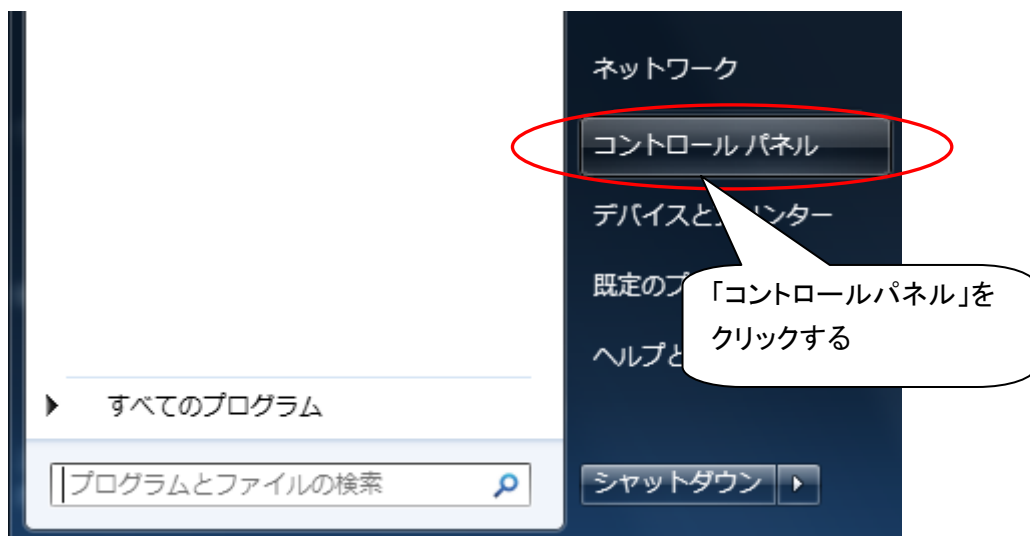 ネットワーク
コントロール パネル
デバイスと
ンター
既定のプ
「コントロールパネル」を
クリックする
ヘルプと
すべてのプログラム
プログラムとファイルの検索
シャットダウン